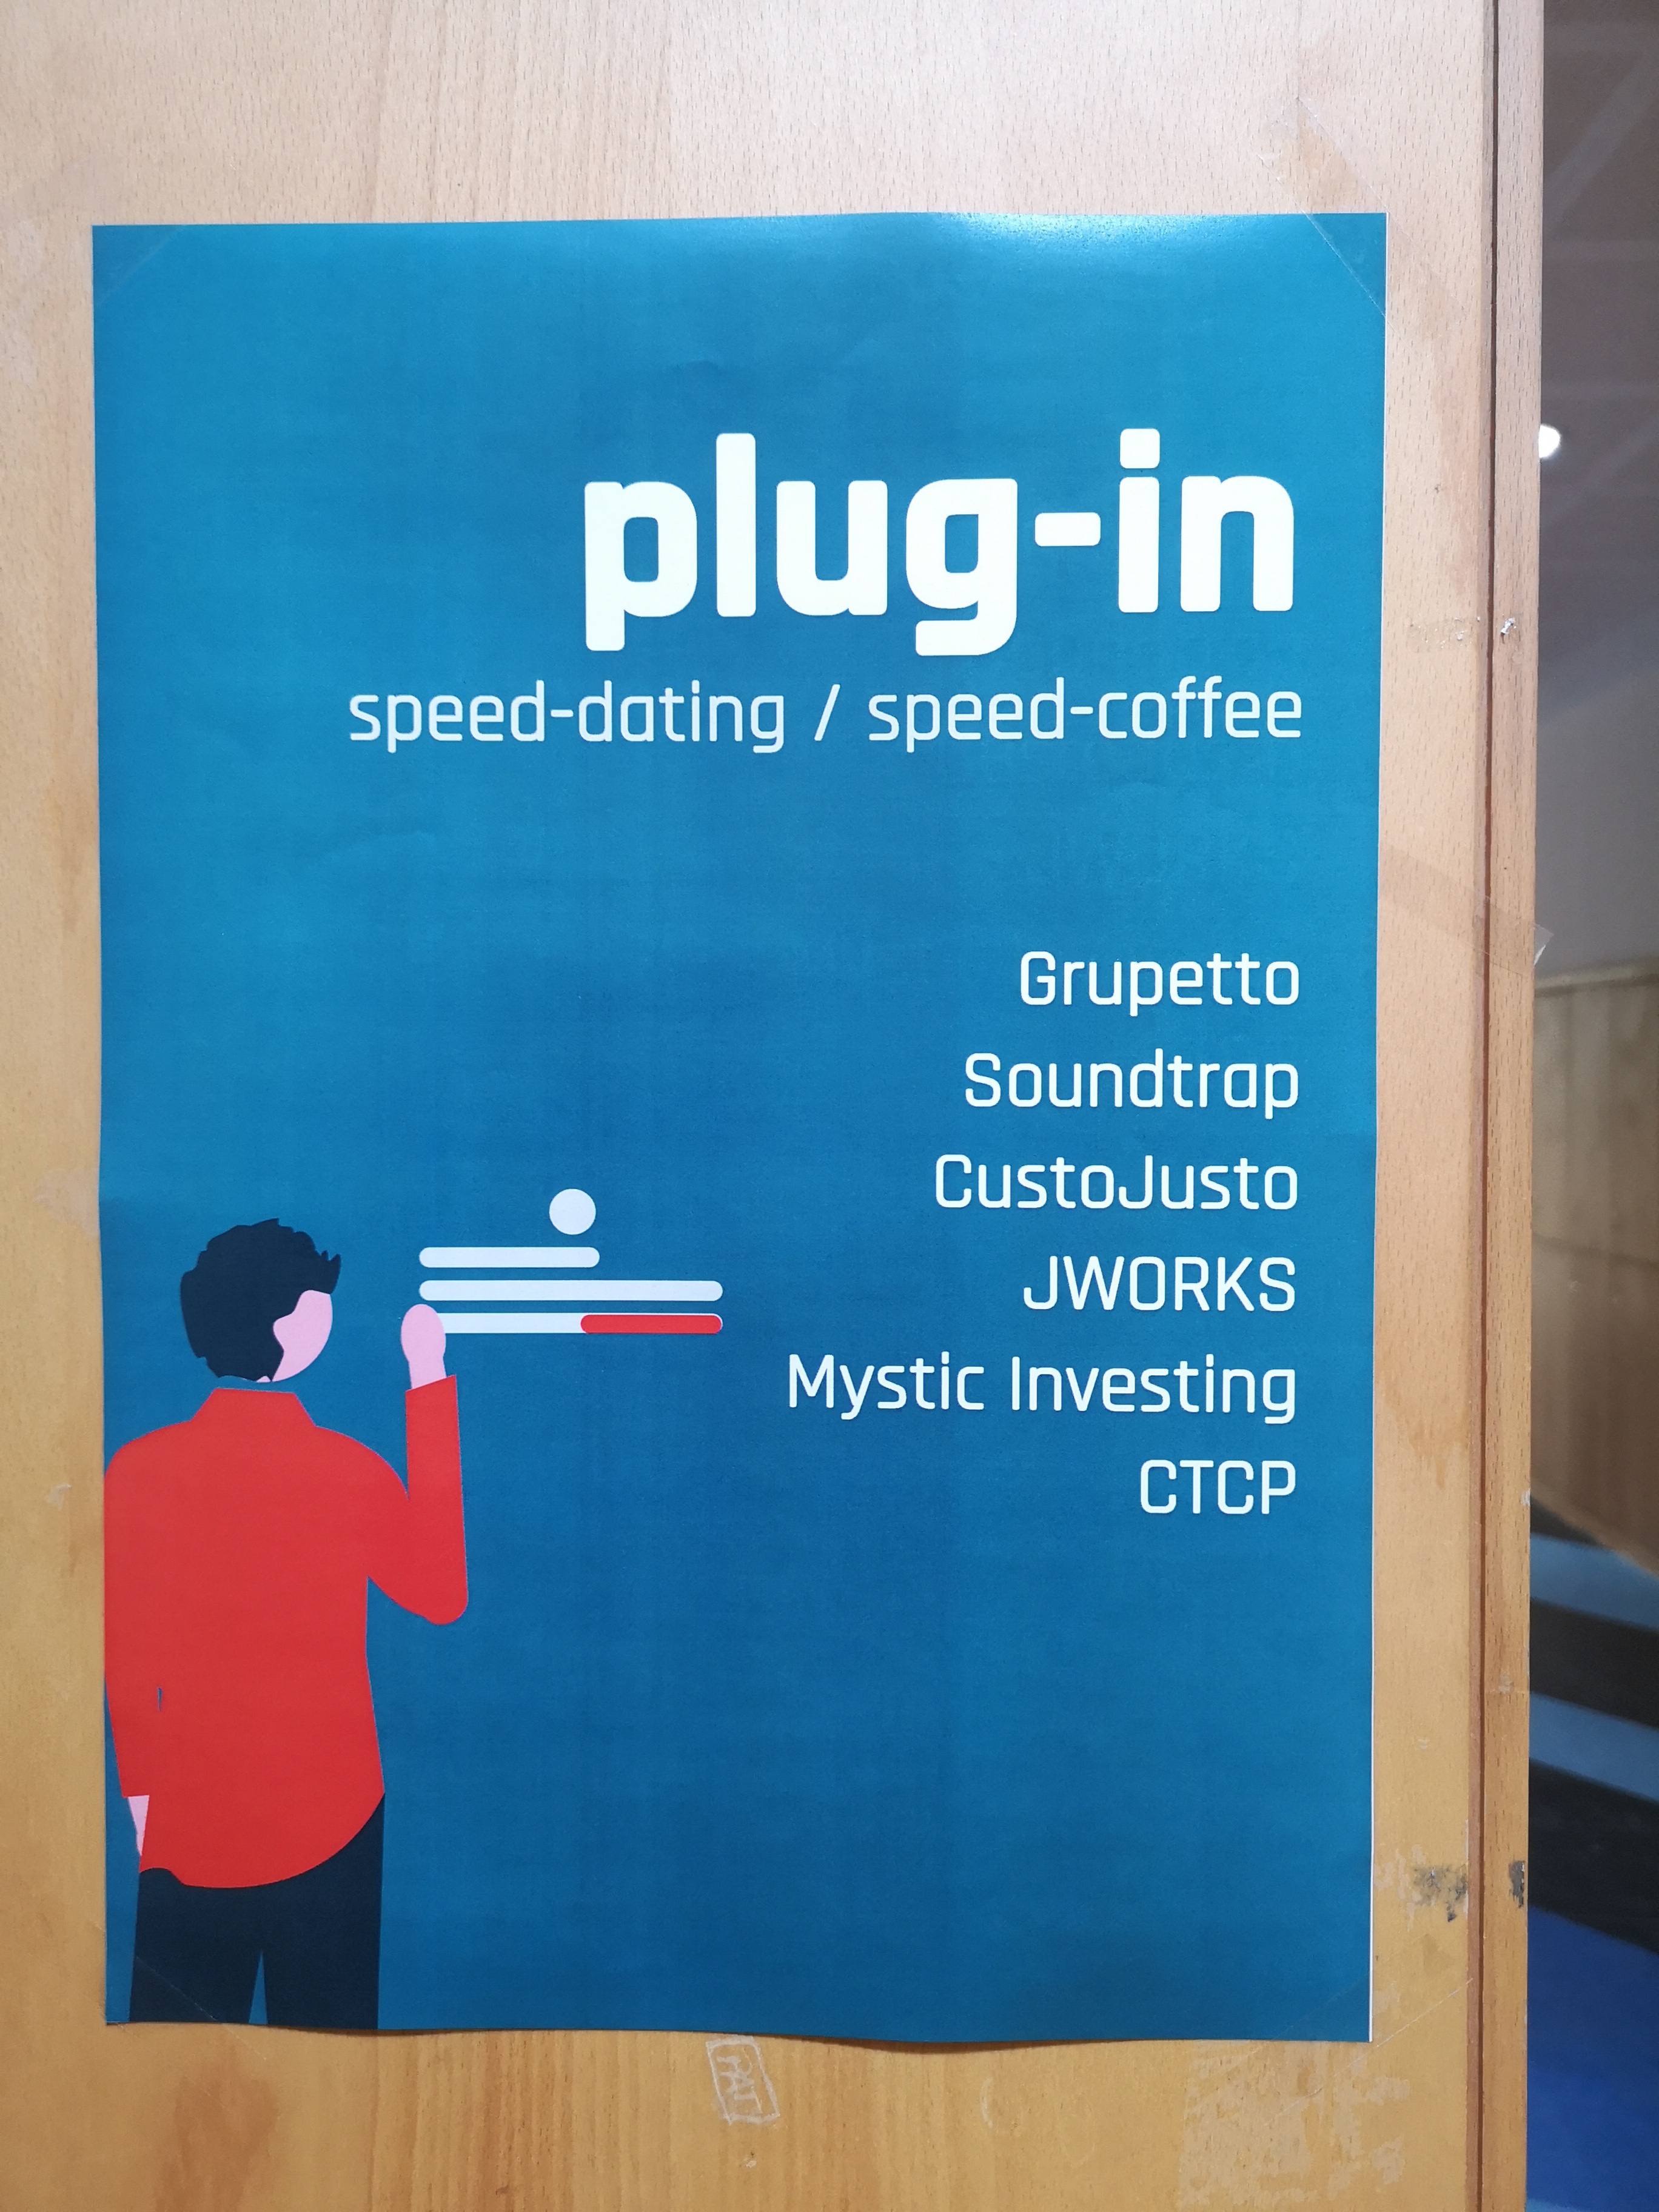 plug-in
speed-dating / speed-coffee
Grupetto
Soundtrap
CustoJusto
JWORKS
Mystic Investing
CTCP